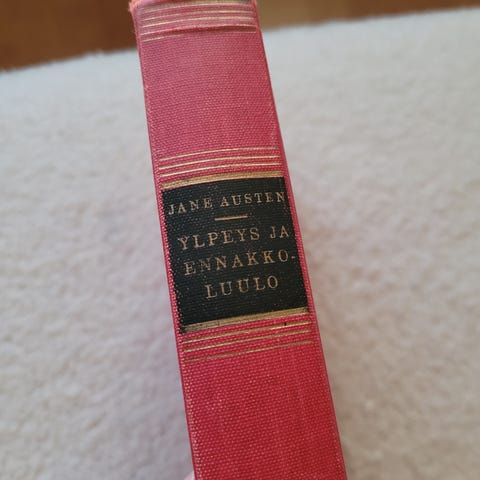 JANE AUSTEN
YLPEYS JA
ENNAKKO-
LUULO